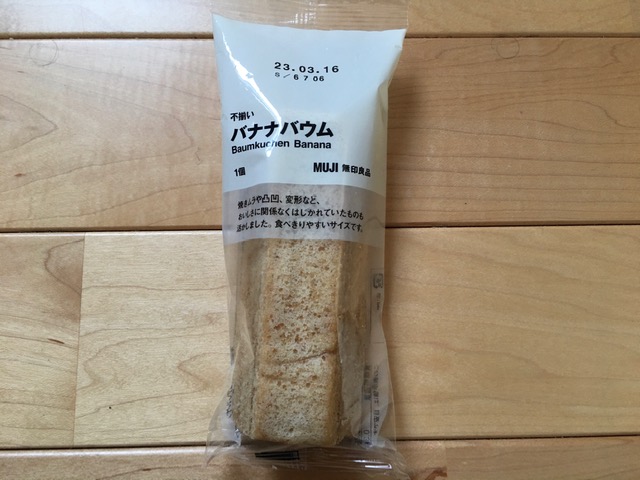 23.03.16
S/6706
不揃い
バナナバウム
Baumkuchen Banana
1個
MUJI 無印良品
焼きムラや凸凹、変形など、
おいしさに関係なくはじかれていたものも
活かしました。食べきりやすいサイズです。